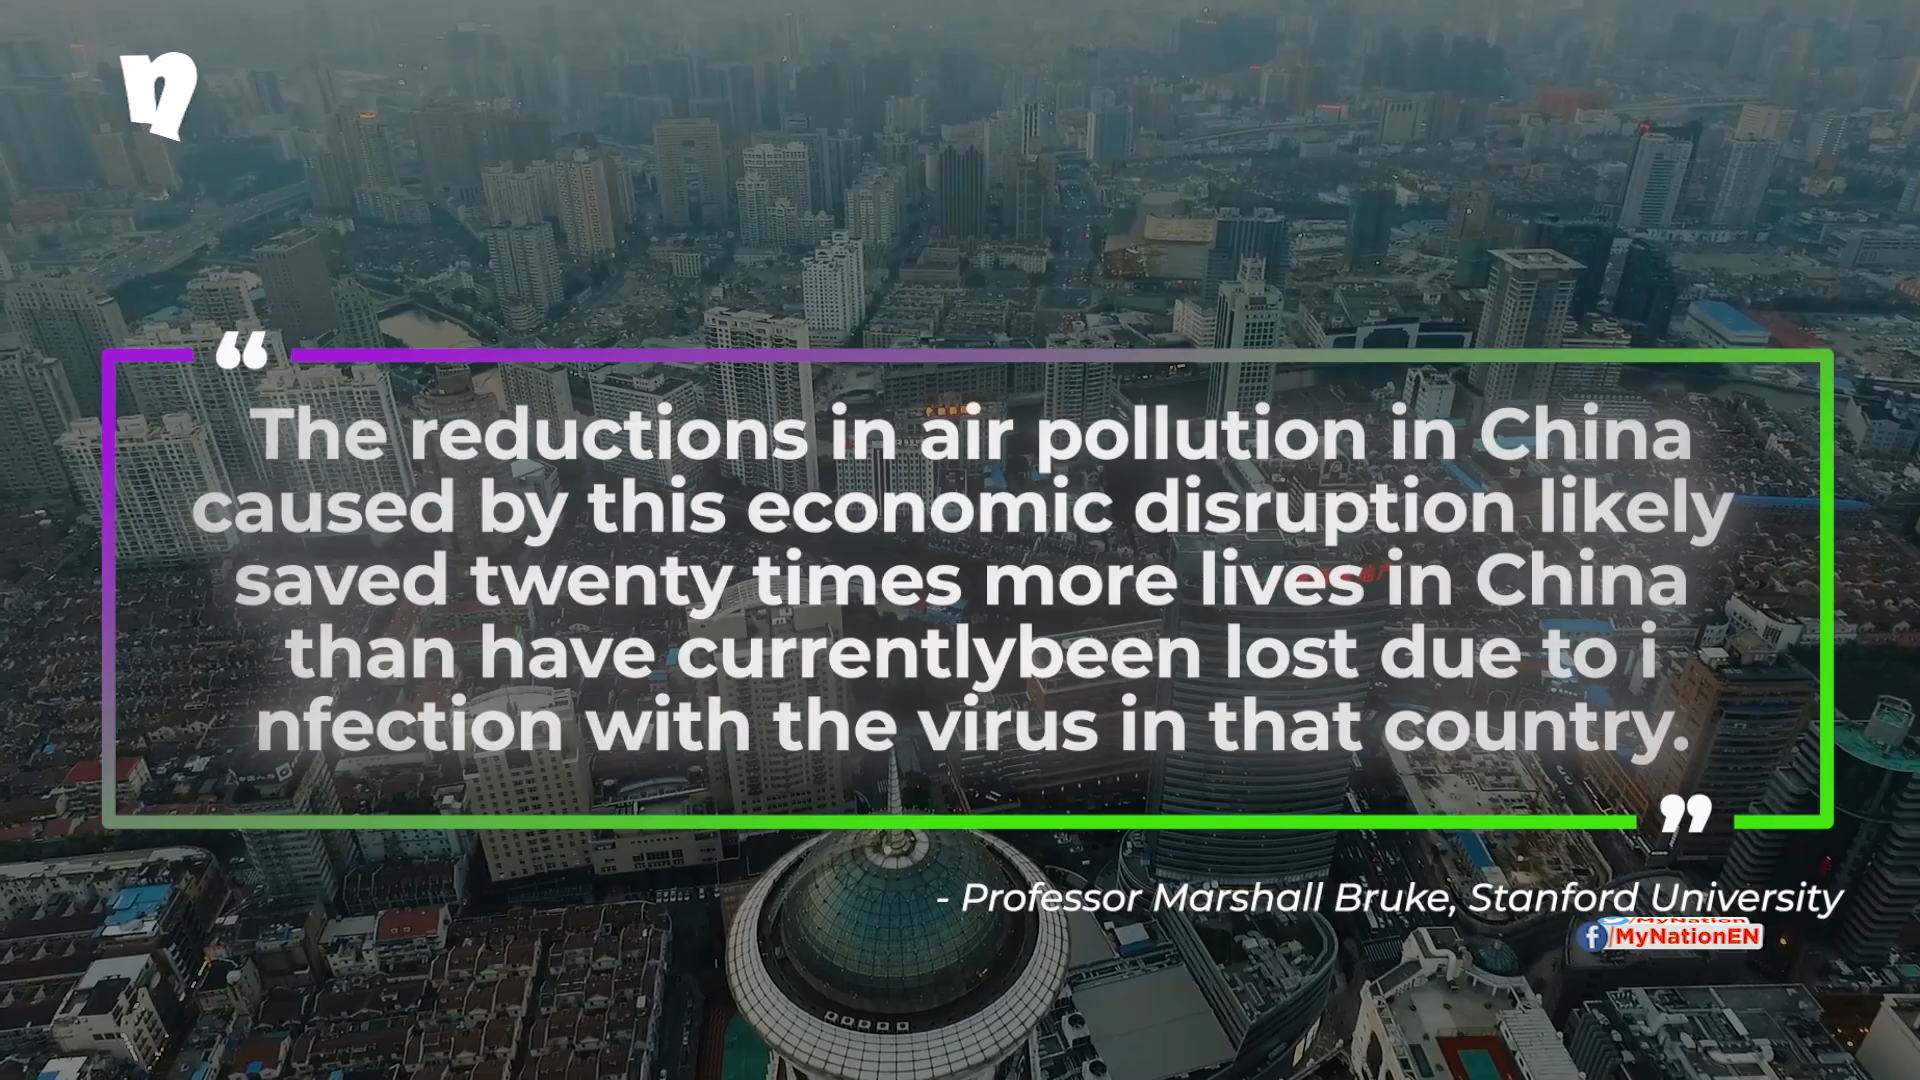 n
“
The reductions in air pollution in China
caused by this economic disruption likely
saved twenty times more lives in China
than have currentlybeen lost due to i
nfection with the virus in that country.
”
- Professor Marshall Bruke, Stanford University
/MyNation
f/MyNationEN